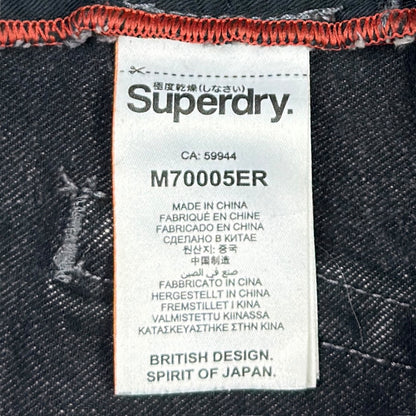 極度乾燥(しなさい)
Superdry.
CA: 59944
M70005ER
MADE IN CHINA
FABRIQUÉ EN CHINE
FABRICADO EN CHINA
СДЕЛАНО В КИТАЕ
원산지: 중국
中国制造
صنع في الصين
FABBRICATO IN CINA
HERGESTELLT IN CHINA
FREMSTILLET I KINA
VALMISTETTU KIINASSA
ΚΑΤΑΣΚΕΥΑΣΤΗΚΕ ΣΤΗΝ ΚΙΝΑ
BRITISH DESIGN.
SPIRIT OF JAPAN.